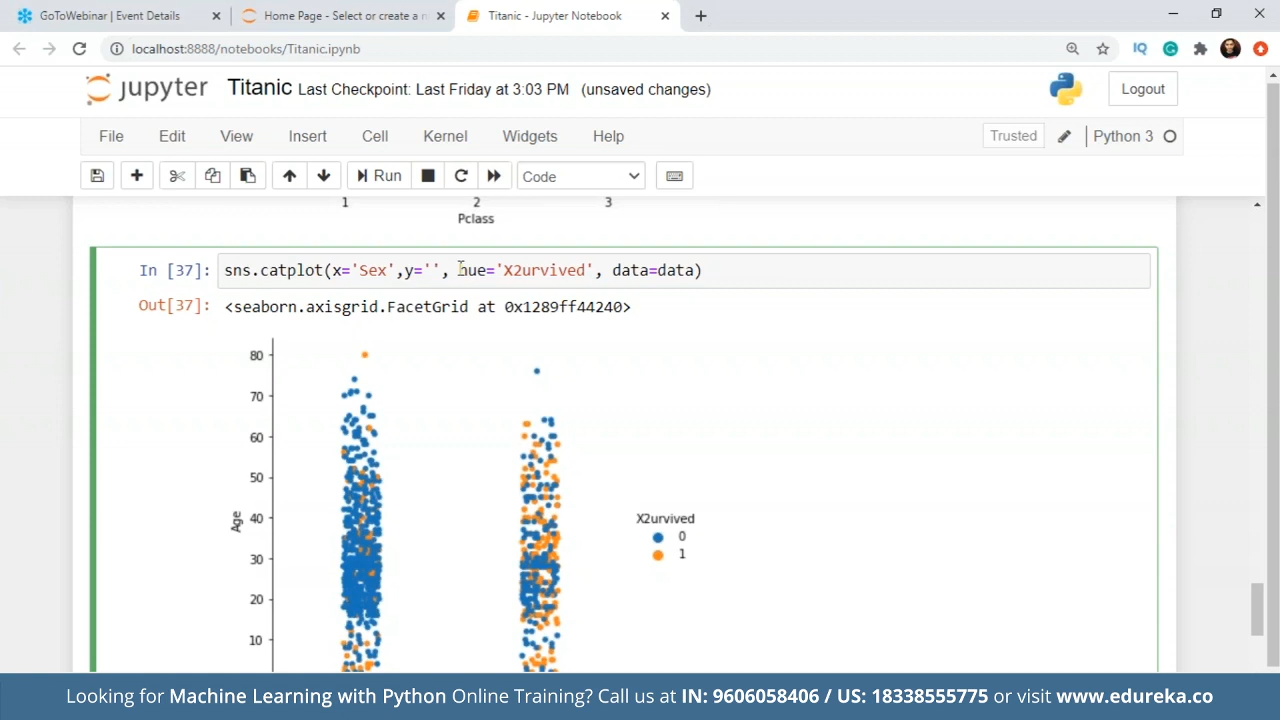 GoToWebinar | Event Details
Home Page - Select or create a n
Titanic - Jupyter Notebook
localhost:8888/notebooks/Titanic.ipynb
IQ
jupyter Titanic Last Checkpoint: Last Friday at 3:03 PM (unsaved changes)
Logout
File Edit View Insert Cell Kernel Widgets Help
Trusted
Python 3
Run
Code
1 2 3
Pclass
In [37]: sns.catplot(x='Sex',y='', hue='X2urvived', data=data)
Out[37]: <seaborn.axisgrid.FacetGrid at 0x1289ff44240>
80
70
60
50
40
30
20
10
Age
X2urvived
0
1
Looking for Machine Learning with Python Online Training? Call us at IN: 9606058406 / US: 18338555775 or visit www.edureka.co